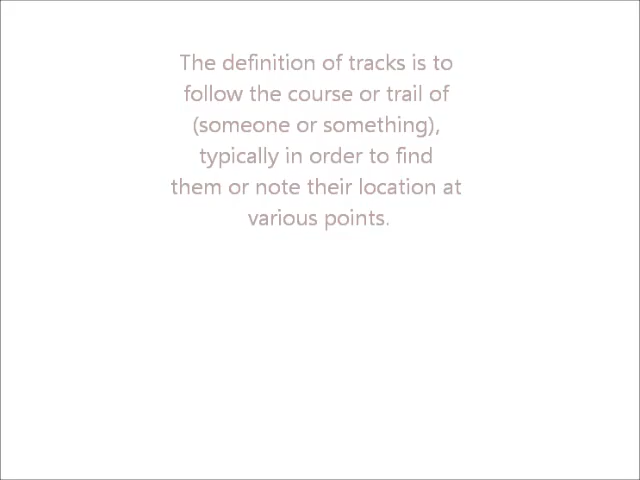 The definition of tracks is to
follow the course or trail of
(someone or something),
typically in order to find
them or note their location at
various points.